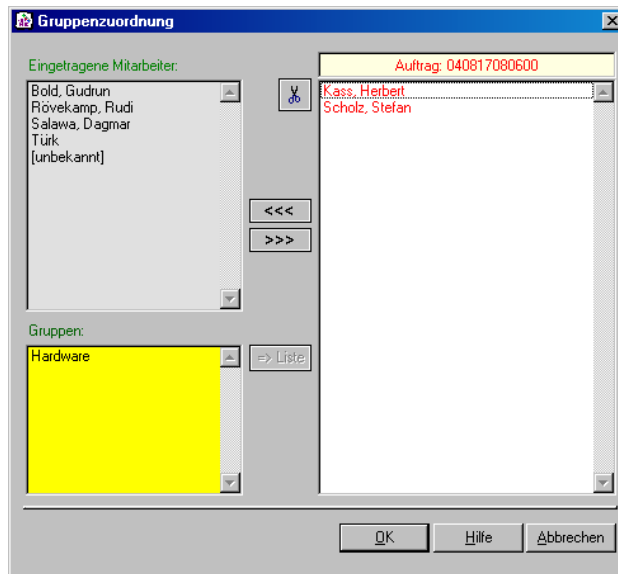 Gruppenzuordnung
Eingetragene Mitarbeiter:
Auftrag: 040817080600
Bold, Gudrun
Rövekamp, Rudi
Salawa, Dagmar
Türk
[unbekannt]
Kass, Herbert
Scholz, Stefan
<<<
>>>
Gruppen:
Hardware
=> Liste
OK
Hilfe
Abbrechen